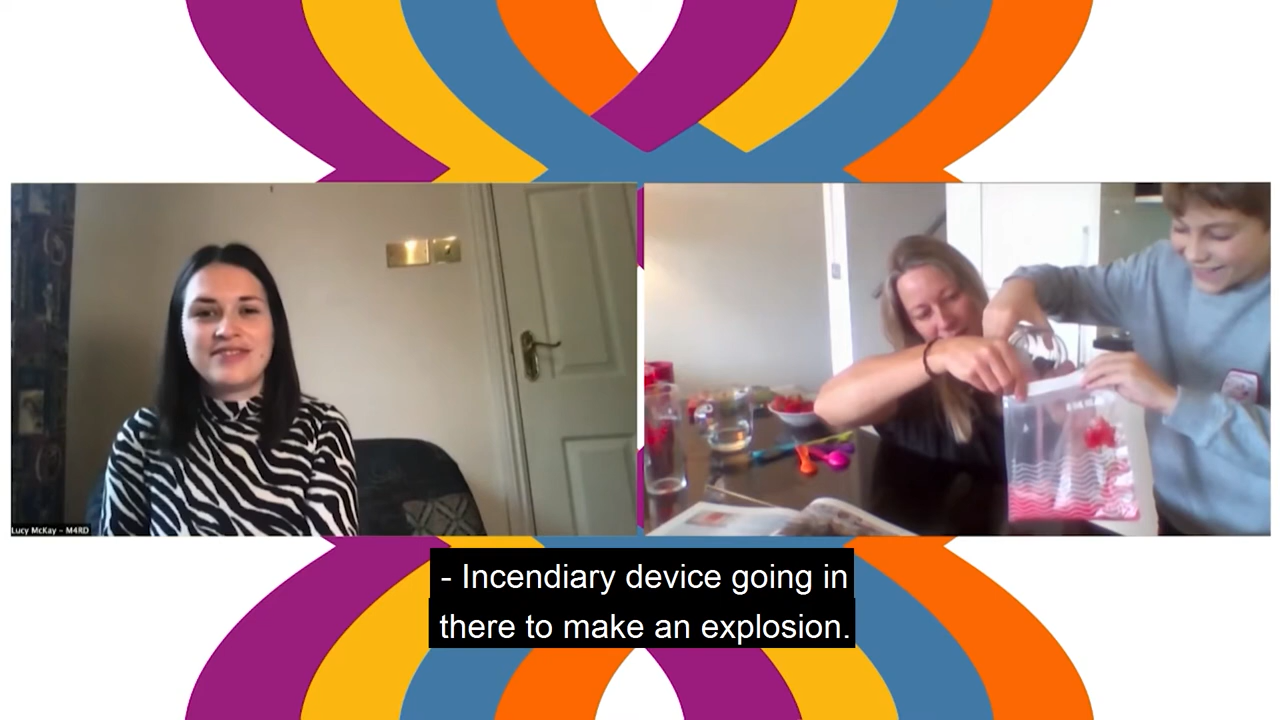 Lucy McKay - M4RD
- Incendiary device going in
there to make an explosion.